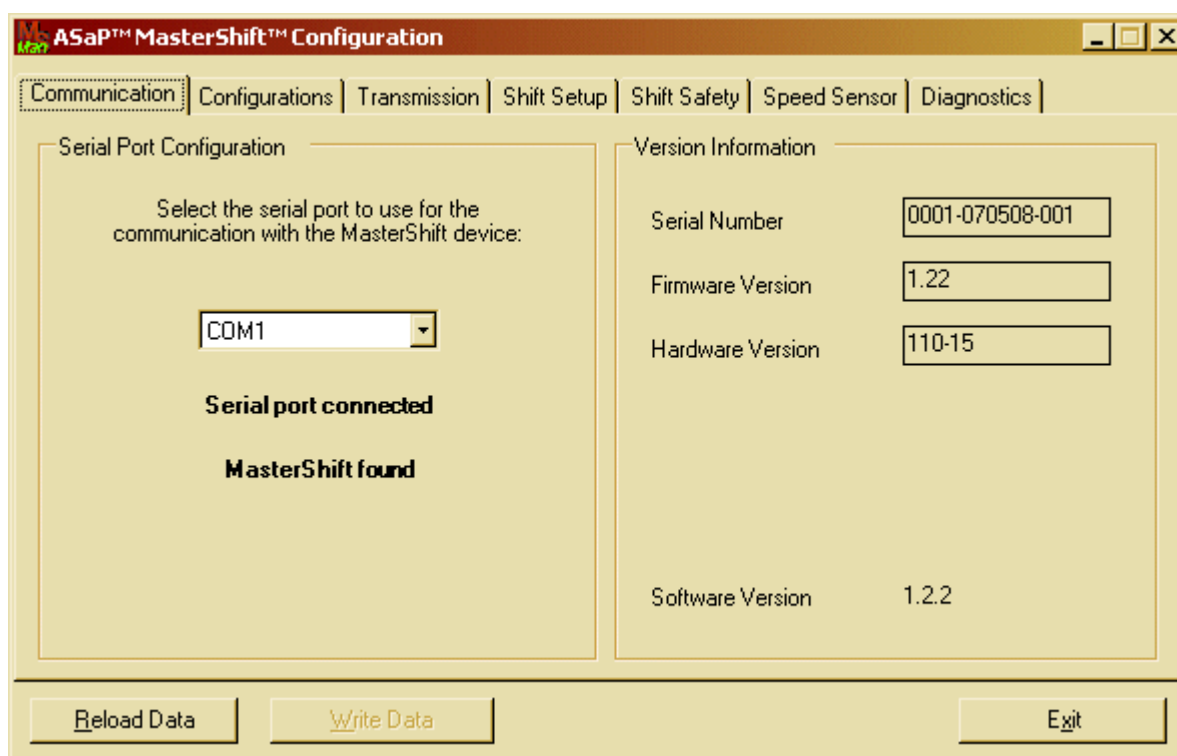 Ms
Man
ASaP™ MasterShift™ Configuration
Communication
Configurations
Transmission
Shift Setup
Shift Safety
Speed Sensor
Diagnostics
Serial Port Configuration
Select the serial port to use for the
communication with the MasterShift device:
COM1
Serial port connected
MasterShift found
Version Information
Serial Number
0001-070508-001
Firmware Version
1.22
Hardware Version
110-15
Software Version
1.2.2
Reload Data
Write Data
Exit